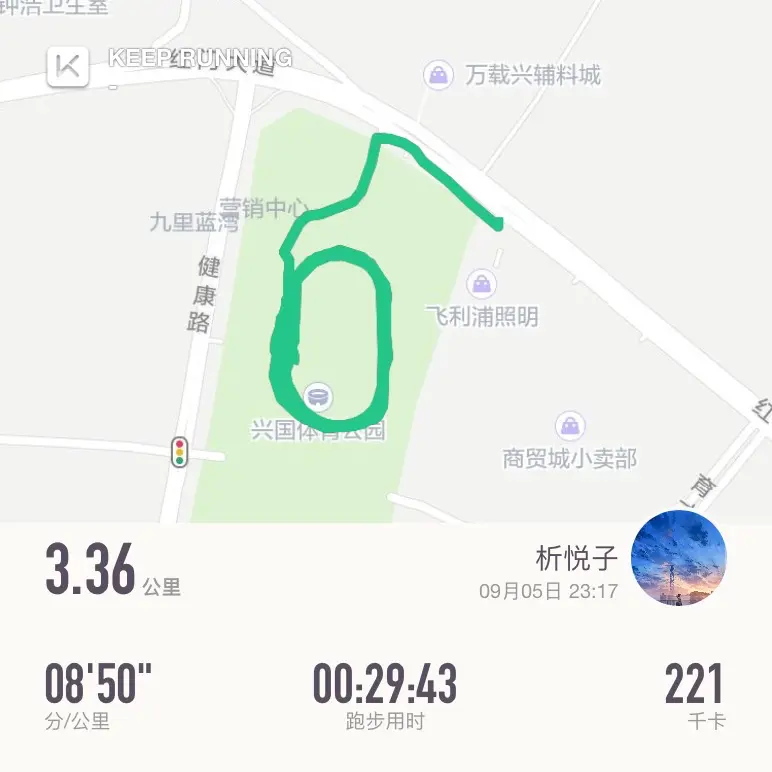 钟浩卫生室
KEEP RUNNING
红门大道
万载兴辅料城
营销中心
九里蓝湾
健康路
飞利浦照明
兴国体育公园
商贸城小卖部
红
育
3.36 公里
析悦子
09月05日 23:17
08'50"
00:29:43
221
分/公里
跑步用时
千卡